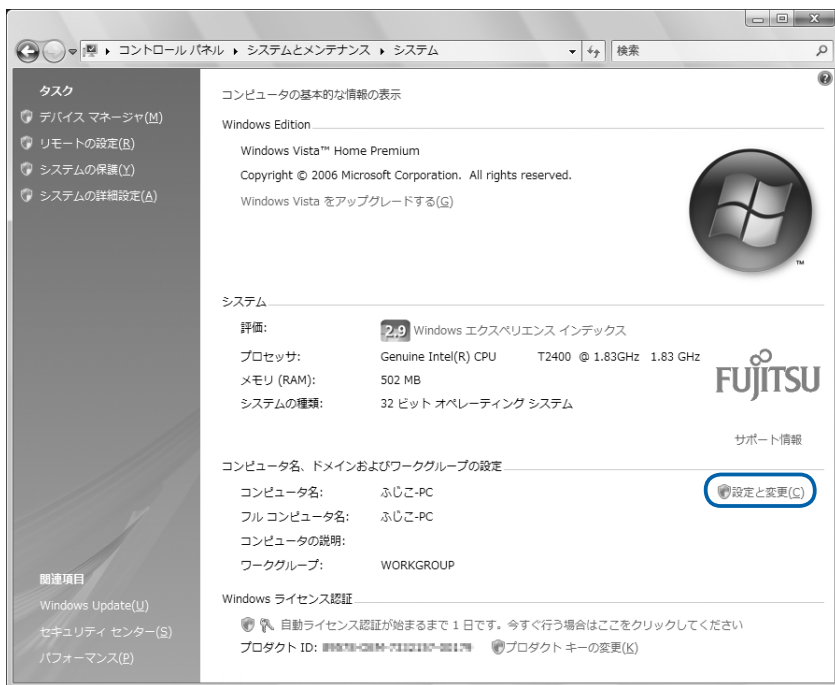 コントロール パネル ▸ システムとメンテナンス ▸ システム
検索
タスク
デバイス マネージャ(M)
リモートの設定(R)
システムの保護(Y)
システムの詳細設定(A)
関連項目
Windows Update(U)
セキュリティ センター(S)
パフォーマンス(P)
コンピュータの基本的な情報の表示
Windows Edition
Windows Vista™ Home Premium
Copyright © 2006 Microsoft Corporation. All rights reserved.
Windows Vista をアップグレードする(G)
TM
システム
評価: 2.9 Windows エクスペリエンス インデックス
プロセッサ: Genuine Intel(R) CPU T2400 @ 1.83GHz 1.83 GHz
メモリ (RAM): 502 MB
システムの種類: 32 ビット オペレーティング システム
FUJITSU
サポート情報
コンピュータ名、ドメインおよびワークグループの設定
コンピュータ名: ふじこ-PC
設定と変更(C)
フル コンピュータ名: ふじこ-PC
コンピュータの説明:
ワークグループ: WORKGROUP
Windows ライセンス認証
自動ライセンス認証が始まるまで 1 日です。今すぐ行う場合はここをクリックしてください
プロダクト ID: プロダクト キーの変更(K)